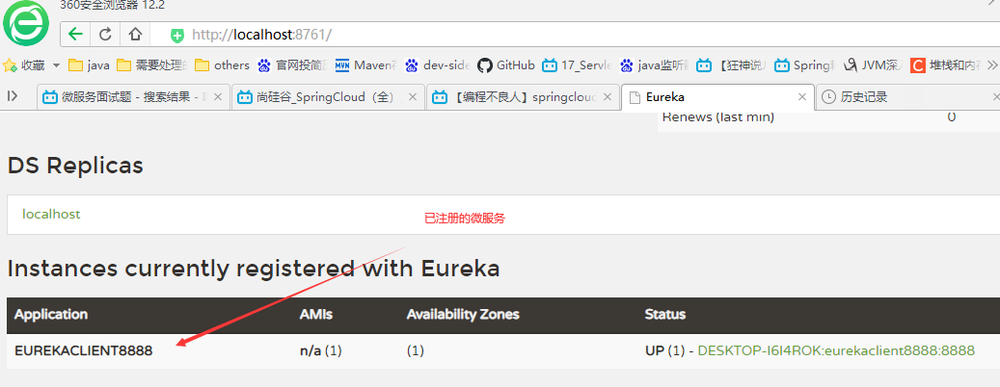 360安全浏览器 12.2
http://localhost:8761/
收藏 java 需要处理 others 官网投简 Maven dev-side GitHub 17_Servle java监听 【狂神说 Spring JVM深 堆栈和内存
微服务面试题 - 搜索结果 - 尚硅谷_SpringCloud（全） 【编程不良人】springcloud Eureka 历史记录
Renews (last min) 0
DS Replicas
localhost
已注册的微服务
Instances currently registered with Eureka
Application AMIs Availability Zones Status
EUREKACLIENT8888 n/a (1) (1) UP (1) - DESKTOP-I6I4ROK:eurekaclient8888:8888